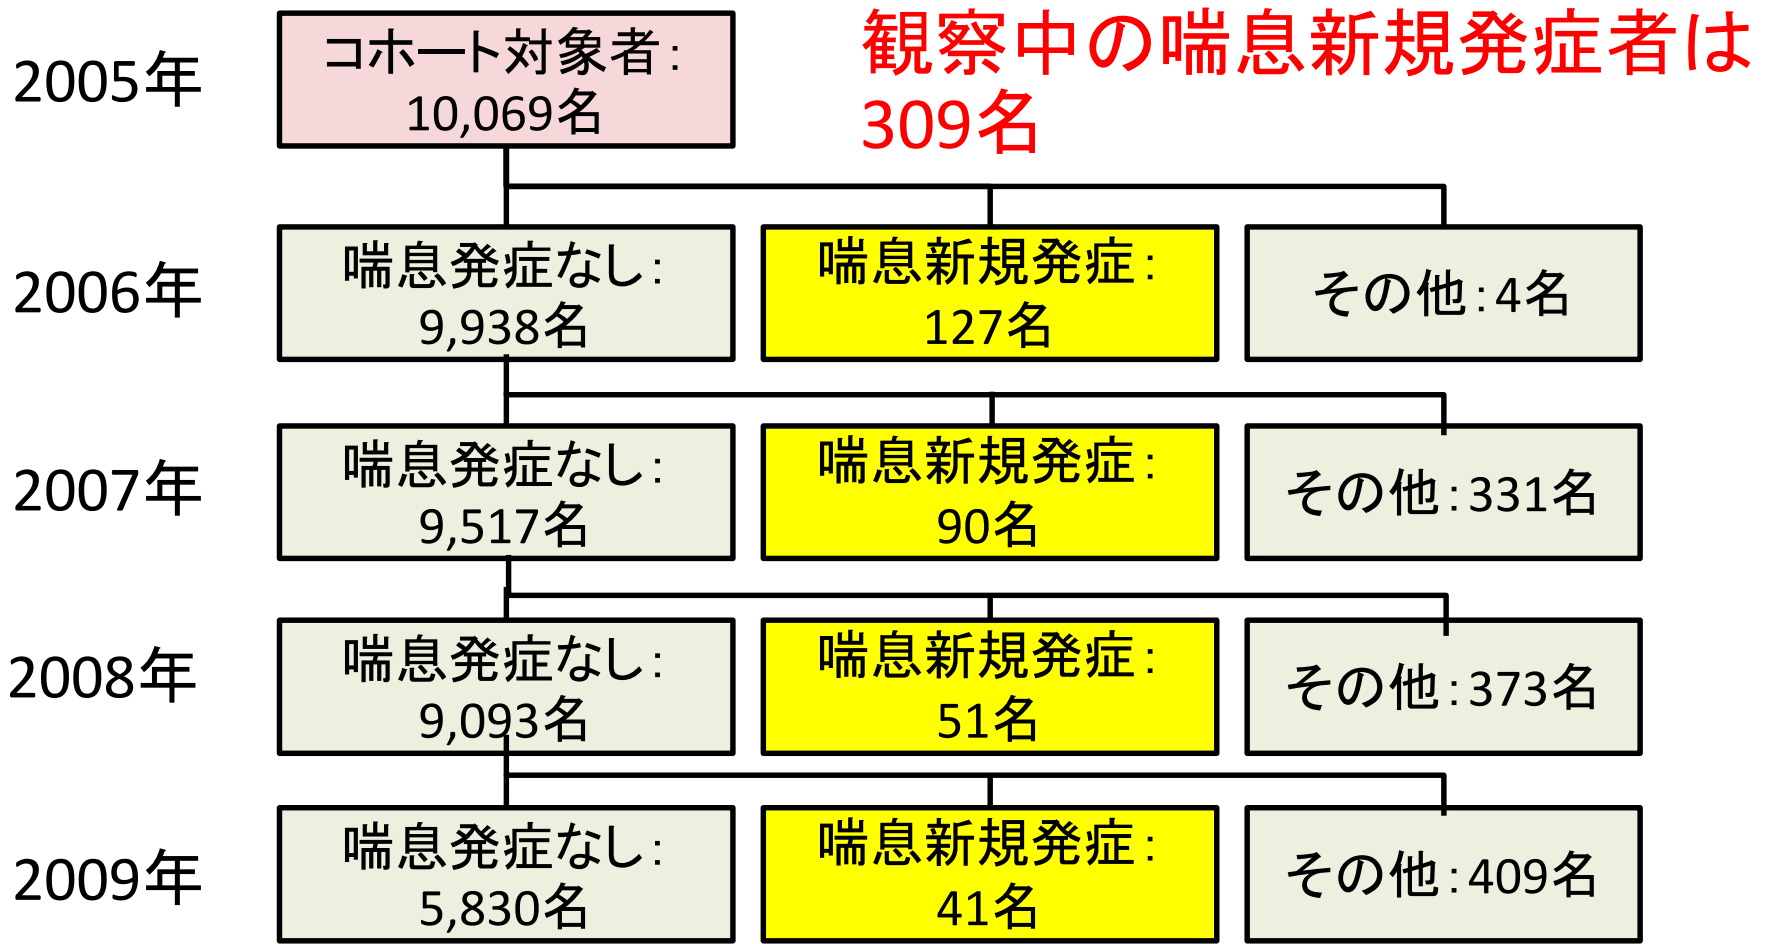 2005年
コホート対象者：
10,069名
観察中の喘息新規発症者は
309名
2006年
喘息発症なし：
9,938名
喘息新規発症：
127名
その他：4名
2007年
喘息発症なし：
9,517名
喘息新規発症：
90名
その他：331名
2008年
喘息発症なし：
9,093名
喘息新規発症：
51名
その他：373名
2009年
喘息発症なし：
5,830名
喘息新規発症：
41名
その他：409名